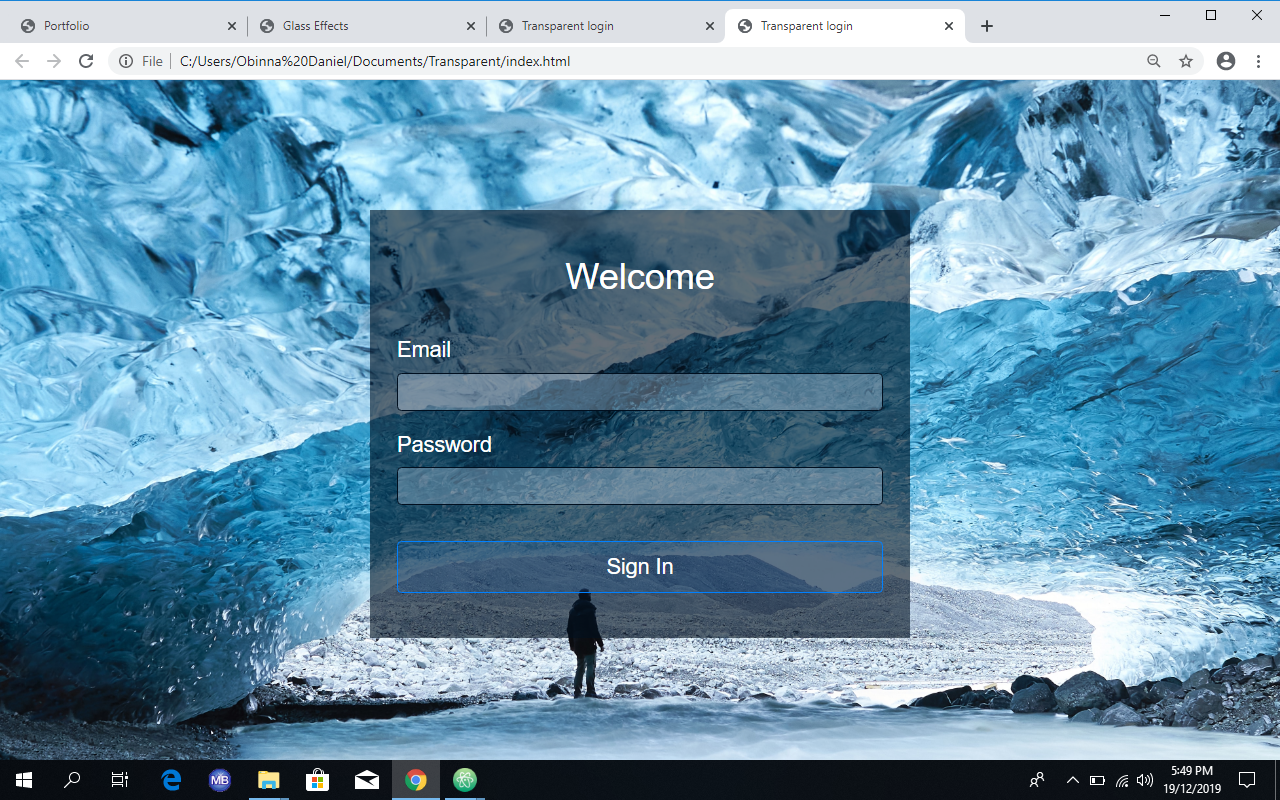 Portfolio
Glass Effects
Transparent login
Transparent login
File
C:/Users/Obinna%20Daniel/Documents/Transparent/index.html
Welcome
Email
Password
Sign In
MB
5:49 PM
19/12/2019